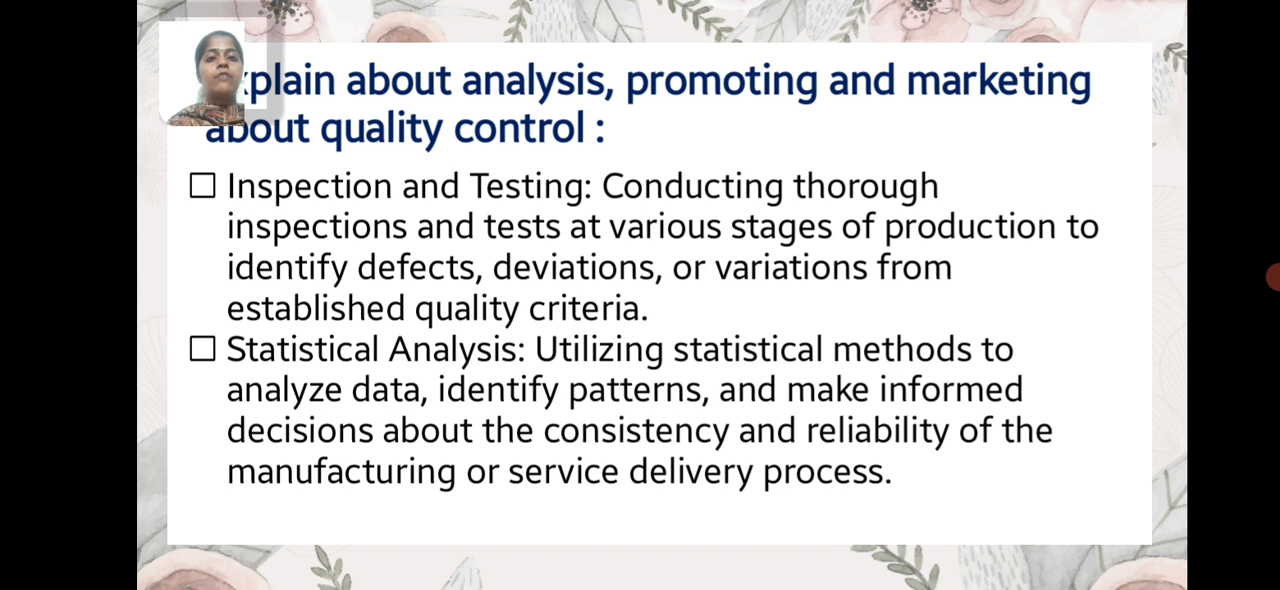 xplain about analysis, promoting and marketing
about quality control :
☐ Inspection and Testing: Conducting thorough
inspections and tests at various stages of production to
identify defects, deviations, or variations from
established quality criteria.
☐ Statistical Analysis: Utilizing statistical methods to
analyze data, identify patterns, and make informed
decisions about the consistency and reliability of the
manufacturing or service delivery process.